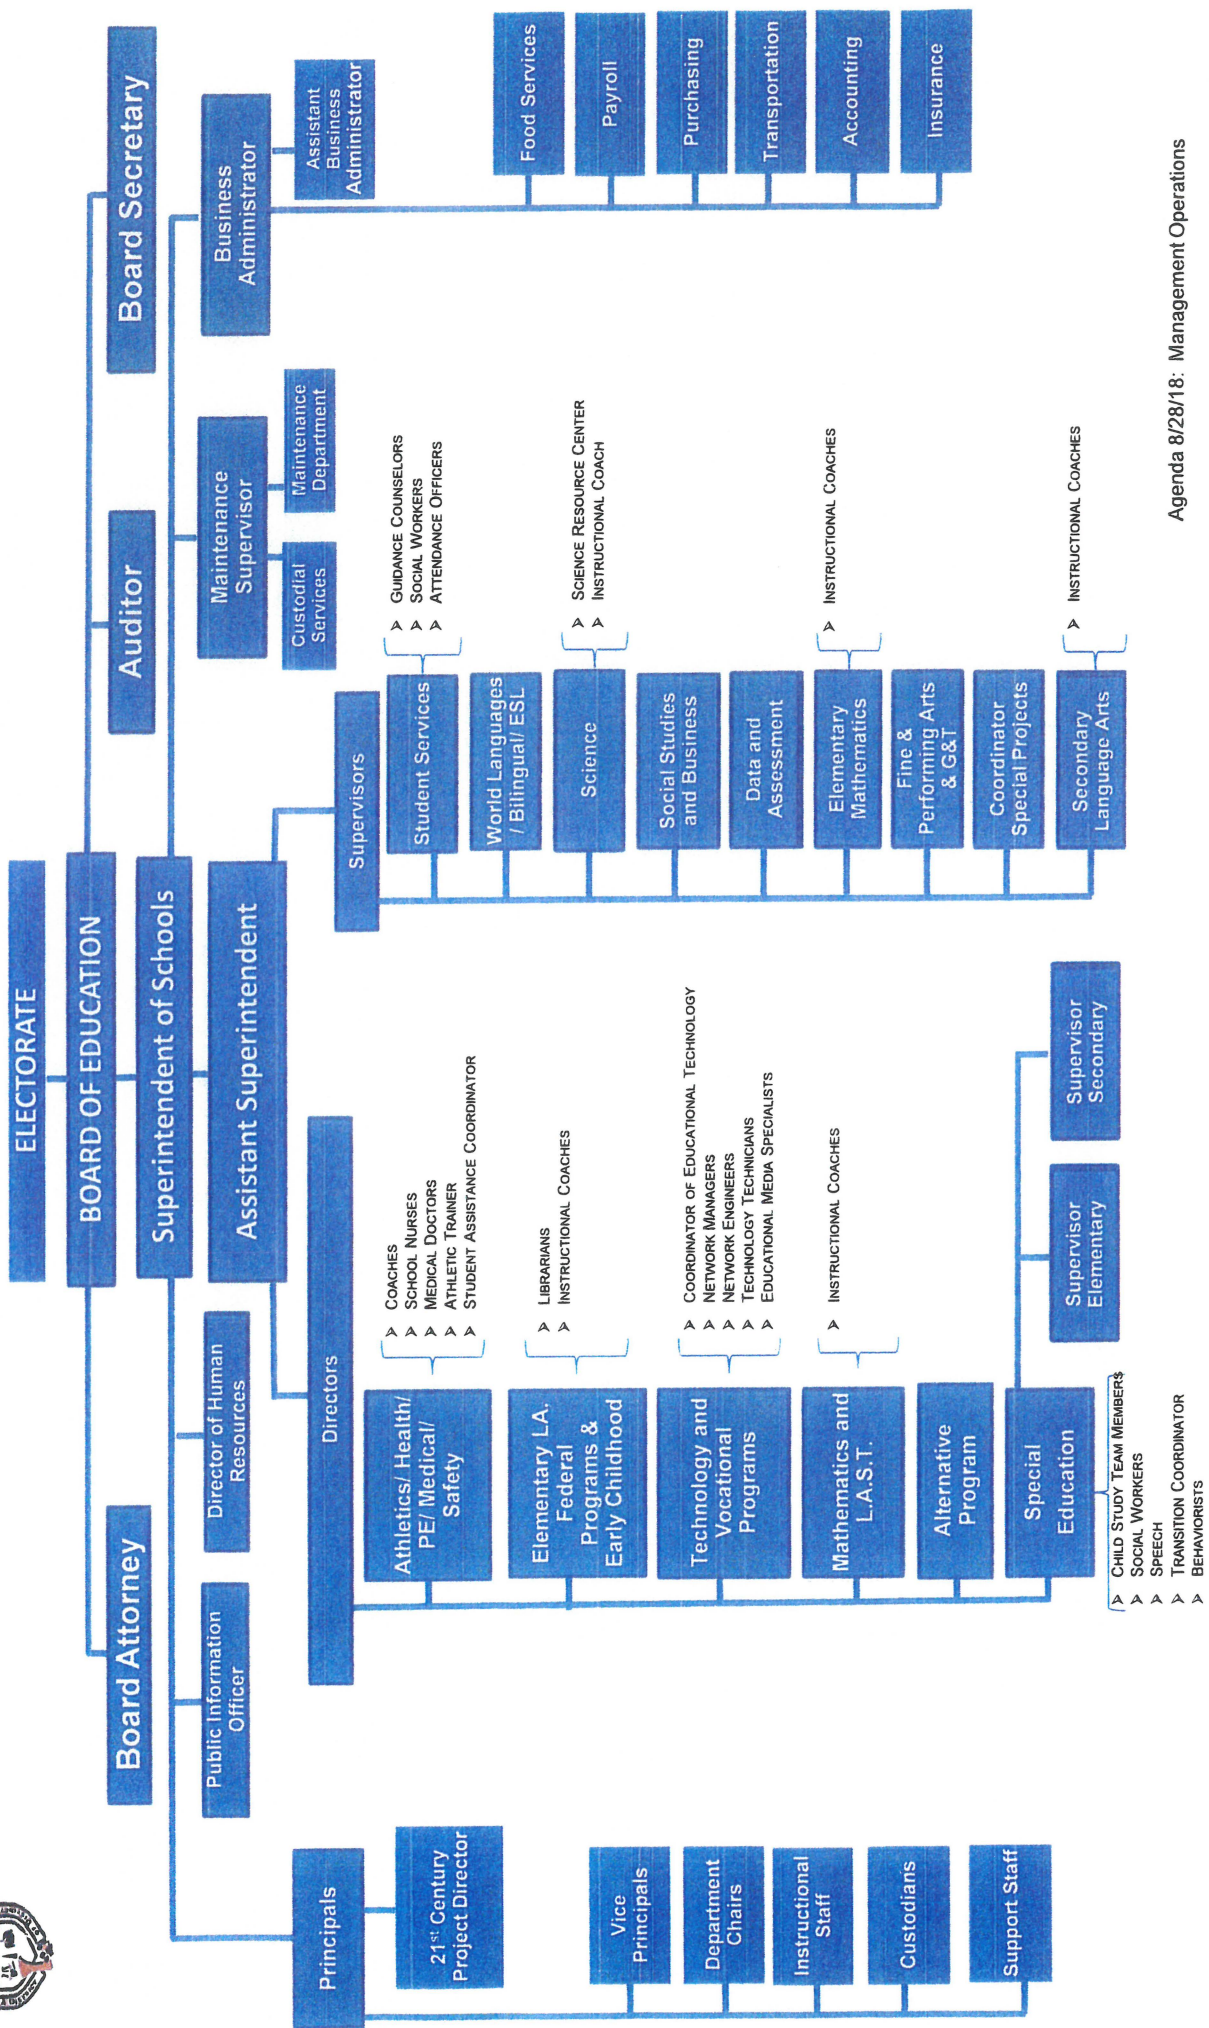 ELECTORATE
BOARD OF EDUCATION
Board Attorney
Auditor
Board Secretary
Superintendent of Schools
Public Information
Officer
Director of Human
Resources
Assistant Superintendent
Maintenance
Supervisor
Custodial
Services
Maintenance
Department
Business
Administrator
Assistant
Business
Administrator
Principals
21st Century
Project Director
Vice
Principals
Department
Chairs
Instructional
Staff
Custodians
Support Staff
Directors
Athletics/ Health/
PE/ Medical/
Safety
➢ COACHES
➢ SCHOOL NURSES
➢ MEDICAL DOCTORS
➢ ATHLETIC TRAINER
➢ STUDENT ASSISTANCE COORDINATOR
Elementary LA.
Federal
Programs &
Early Childhood
➢ LIBRARIANS
➢ INSTRUCTIONAL COACHES
Technology and
Vocational
Programs
➢ COORDINATOR OF EDUCATIONAL TECHNOLOGY
➢ NETWORK MANAGERS
➢ NETWORK ENGINEERS
➢ TECHNOLOGY TECHNICIANS
➢ EDUCATIONAL MEDIA SPECIALISTS
Mathematics and
L.A.S.T.
➢ INSTRUCTIONAL COACHES
Alternative
Program
Special
Education
Supervisor
Elementary
Supervisor
Secondary
➢ CHILD STUDY TEAM MEMBERS
➢ SOCIAL WORKERS
➢ SPEECH
➢ TRANSITION COORDINATOR
➢ BEHAVIORISTS
Supervisors
Student Services
➢ GUIDANCE COUNSELORS
➢ SOCIAL WORKERS
➢ ATTENDANCE OFFICERS
World Languages
/ Bilingual/ ESL
Science
➢ SCIENCE RESOURCE CENTER
➢ INSTRUCTIONAL COACH
Social Studies
and Business
Data and
Assessment
Elementary
Mathematics
➢ INSTRUCTIONAL COACHES
Fine &
Performing Arts
& G&T
Coordinator
Special Projects
Secondary
Language Arts
➢ INSTRUCTIONAL COACHES
Food Services
Payroll
Purchasing
Transportation
Accounting
Insurance
Agenda 8/28/18: Management Operations